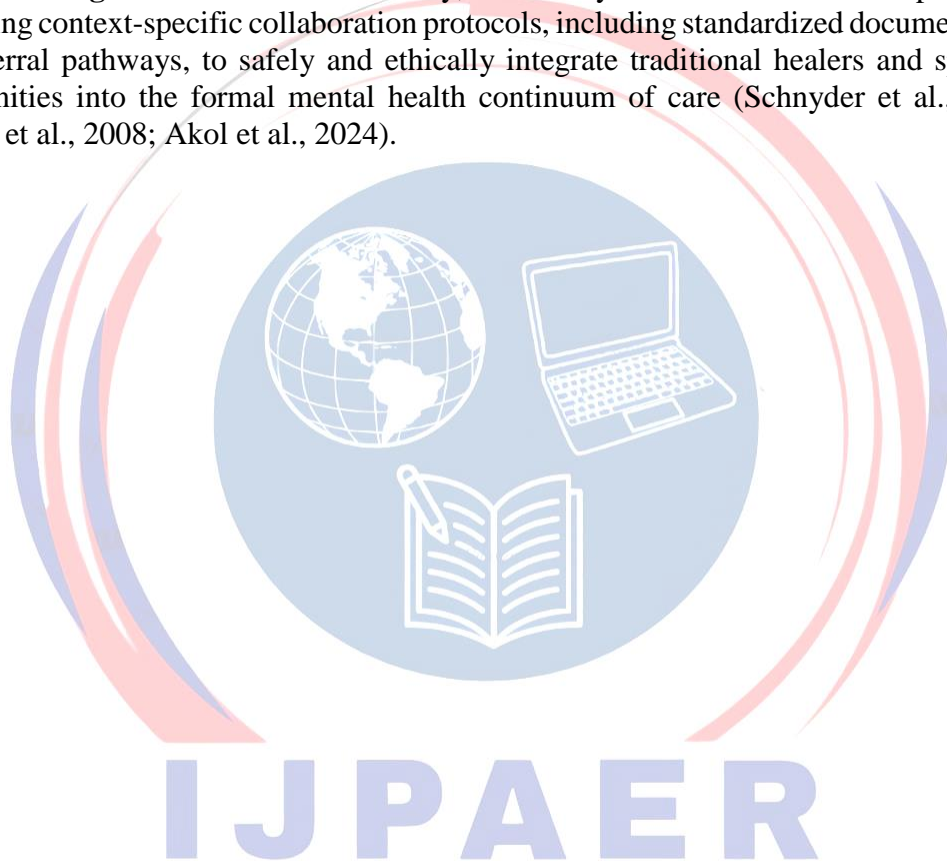 ing context-specific collaboration protocols, including standardized docume
erral pathways, to safely and ethically integrate traditional healers and s
nities into the formal mental health continuum of care (Schnyder et al.
et al., 2008; Akol et al., 2024).
IJPAER